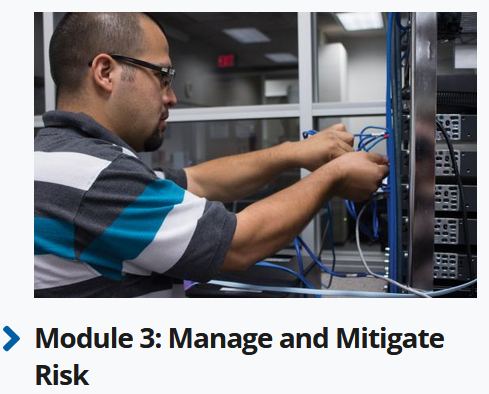 Module 3: Manage and Mitigate
Risk